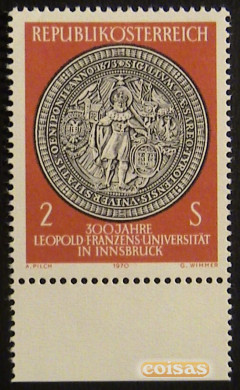 REPUBLIK ÖSTERREICH
2 S
300 JAHRE
LEOPOLD FRANZENS UNIVERSITÄT
IN INNSBRUCK
A. PILCH 1970 G. WIMMER
coisas